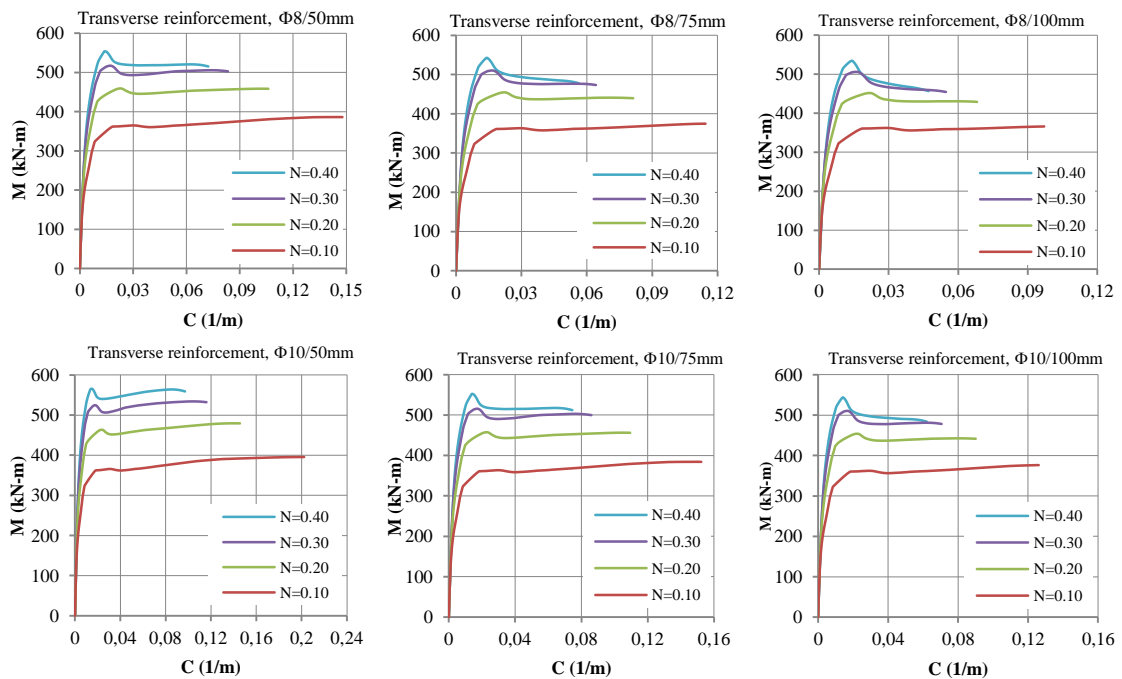 Transverse reinforcement, Φ8/50mm
600
500
400
300
200
100
0
M (kN-m)
N=0.40
N=0.30
N=0.20
N=0.10
0 0,03 0,06 0,09 0,12 0,15
C (1/m)
Transverse reinforcement, Φ8/75mm
600
500
400
300
200
100
0
M (kN-m)
N=0.40
N=0.30
N=0.20
N=0.10
0 0,03 0,06 0,09 0,12
C (1/m)
Transverse reinforcement, Φ8/100mm
600
500
400
300
200
100
0
M (kN-m)
N=0.40
N=0.30
N=0.20
N=0.10
0 0,03 0,06 0,09 0,12
C (1/m)
Transverse reinforcement, Φ10/50mm
600
500
400
300
200
100
0
M (kN-m)
N=0.40
N=0.30
N=0.20
N=0.10
0 0,04 0,08 0,12 0,16 0,2 0,24
C (1/m)
Transverse reinforcement, Φ10/75mm
600
500
400
300
200
100
0
M (kN-m)
N=0.40
N=0.30
N=0.20
N=0.10
0 0,04 0,08 0,12 0,16
C (1/m)
Transverse reinforcement, Φ10/100mm
600
500
400
300
200
100
0
M (kN-m)
N=0.40
N=0.30
N=0.20
N=0.10
0 0,04 0,08 0,12 0,16
C (1/m)